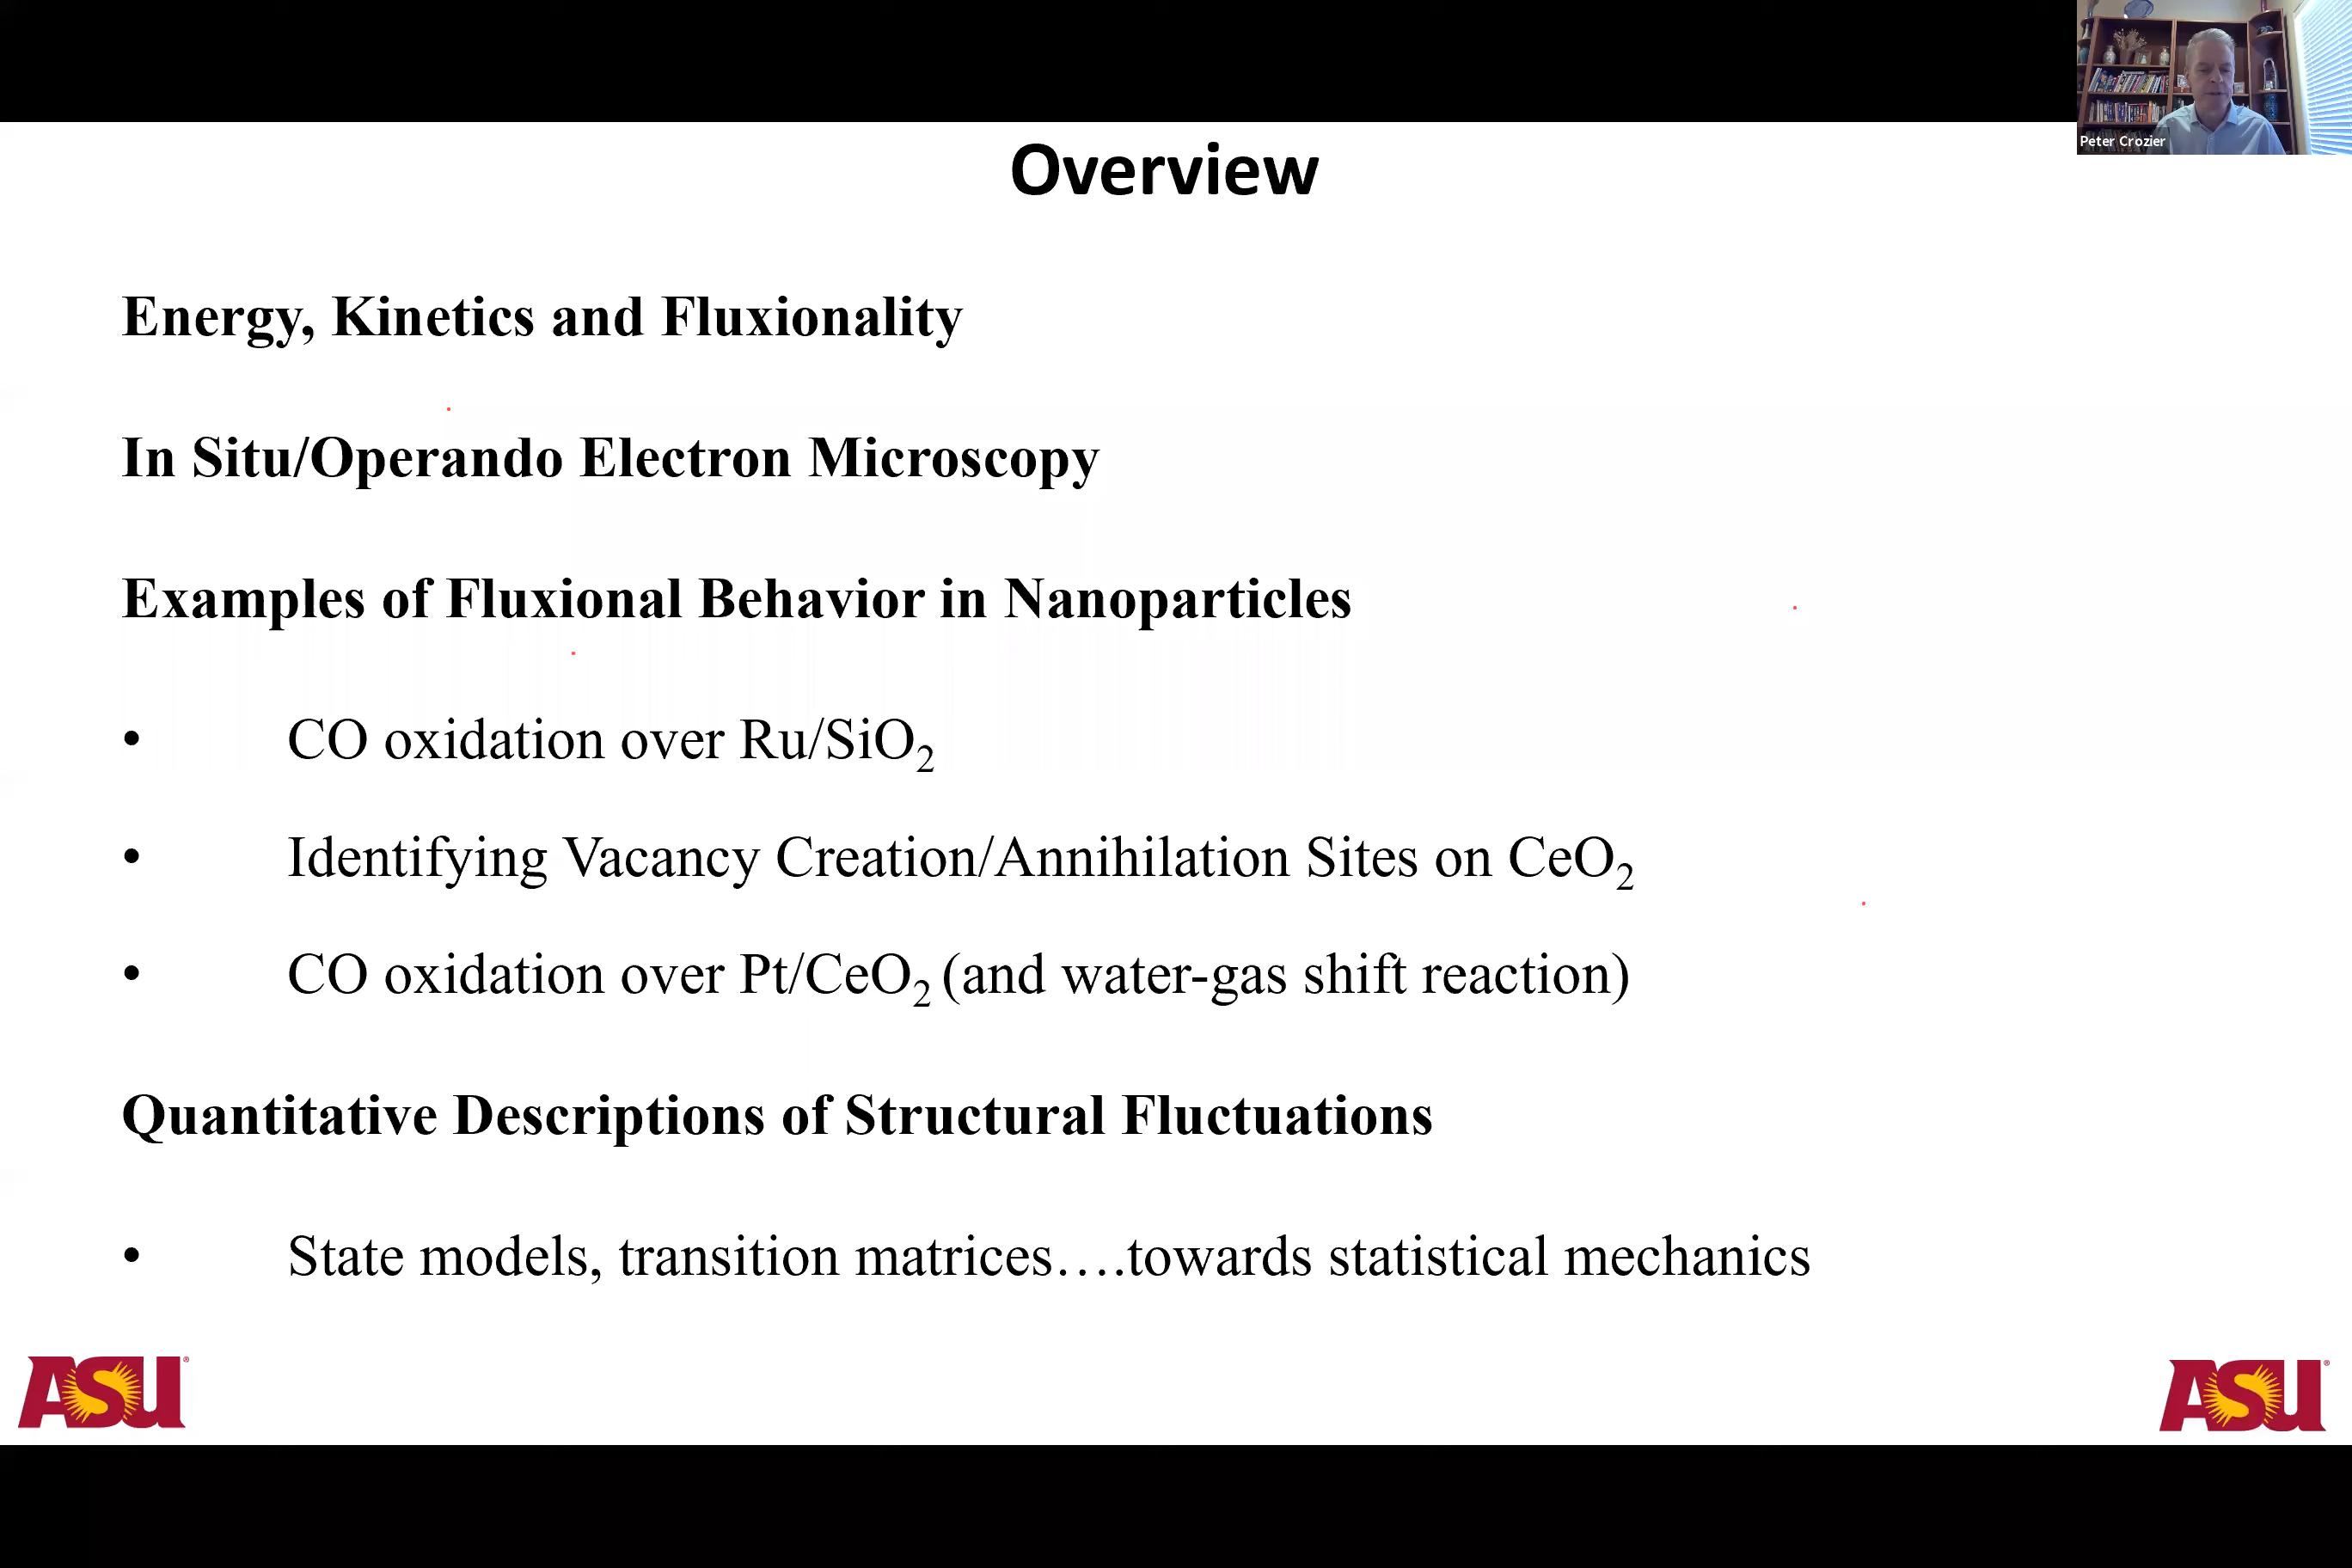 Peter Crozier
Overview
Energy, Kinetics and Fluxionality
In Situ/Operando Electron Microscopy
Examples of Fluxional Behavior in Nanoparticles
• CO oxidation over Ru/SiO₂
• Identifying Vacancy Creation/Annihilation Sites on CeO₂
• CO oxidation over Pt/CeO₂ (and water-gas shift reaction)
Quantitative Descriptions of Structural Fluctuations
• State models, transition matrices….towards statistical mechanics
ASU®
ASU®